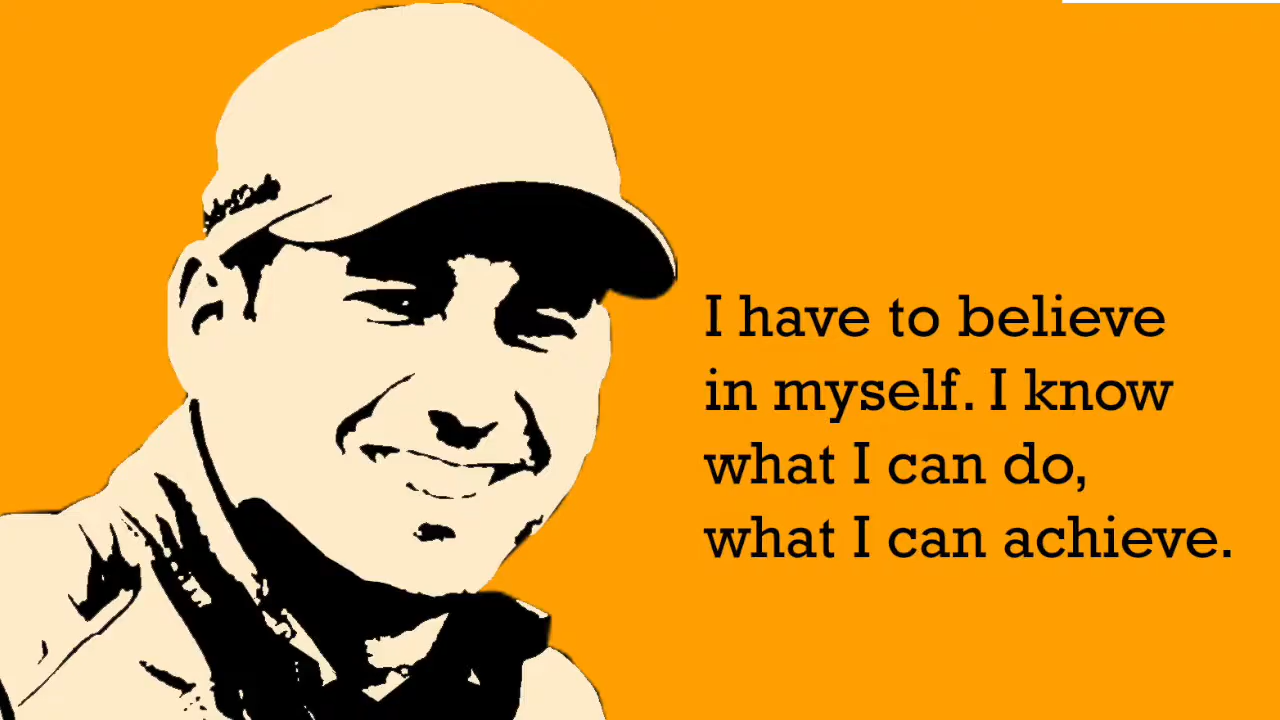 I have to believe
in myself. I know
what I can do,
what I can achieve.